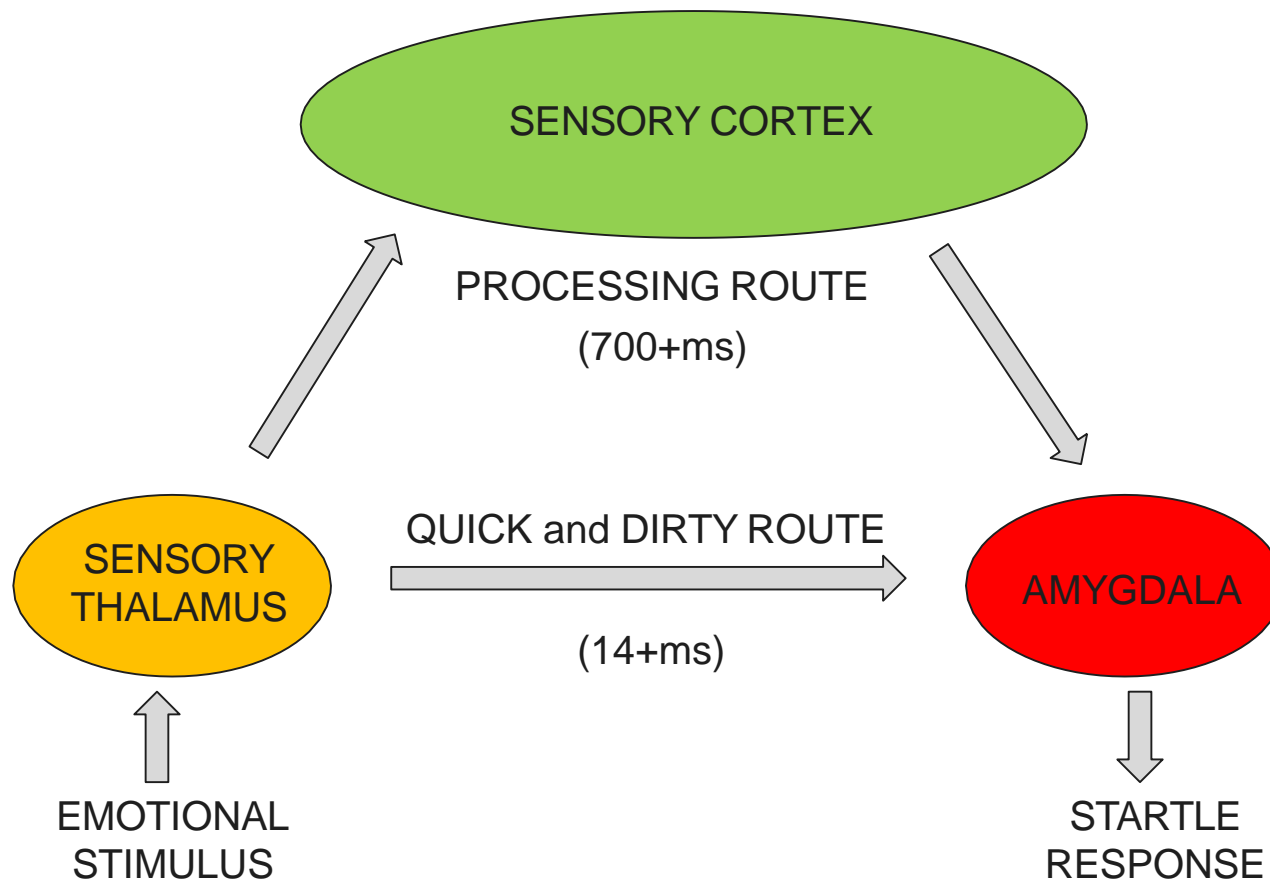 SENSORY CORTEX
PROCESSING ROUTE
(700+ms)
QUICK and DIRTY ROUTE
SENSORY
THALAMUS
AMYGDALA
(14+ms)
EMOTIONAL
STIMULUS
STARTLE
RESPONSE